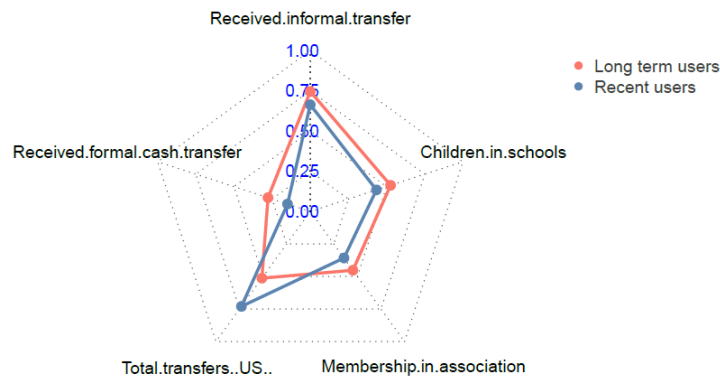 Received.informal.transfer
1.00
0.75
0.50
0.25
0.00
Long term users
Recent users
Received.formal.cash.transfer
Children.in.schools
Total.transfers..US..
Membership.in.association